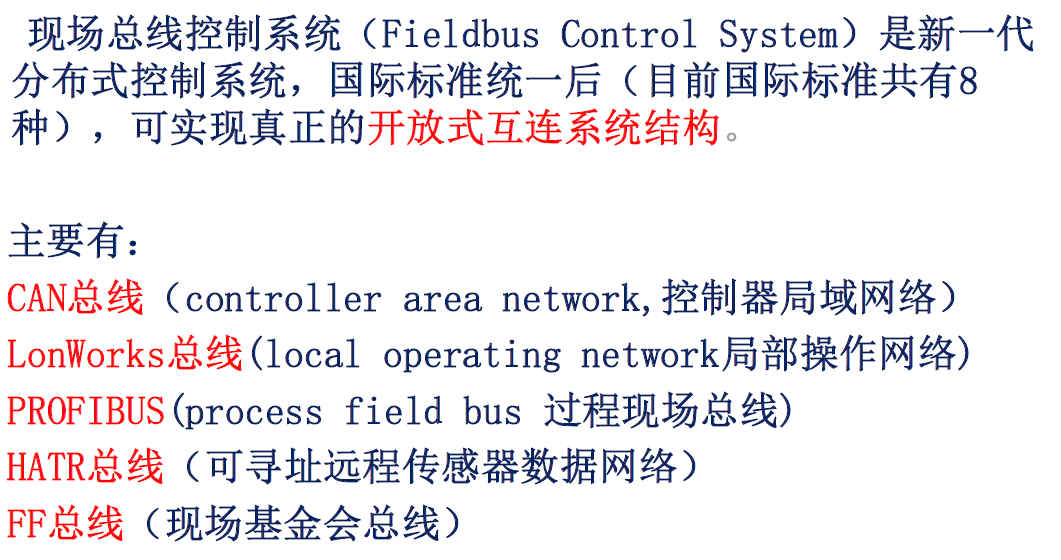 现场总线控制系统（Fieldbus Control System）是新一代
分布式控制系统，国际标准统一后（目前国际标准共有8
种），可实现真正的开放式互连系统结构。
主要有：
CAN总线（controller area network,控制器局域网络）
LonWorks总线(local operating network局部操作网络)
PROFIBUS(process field bus 过程现场总线)
HATR总线（可寻址远程传感器数据网络）
FF总线（现场基金会总线）